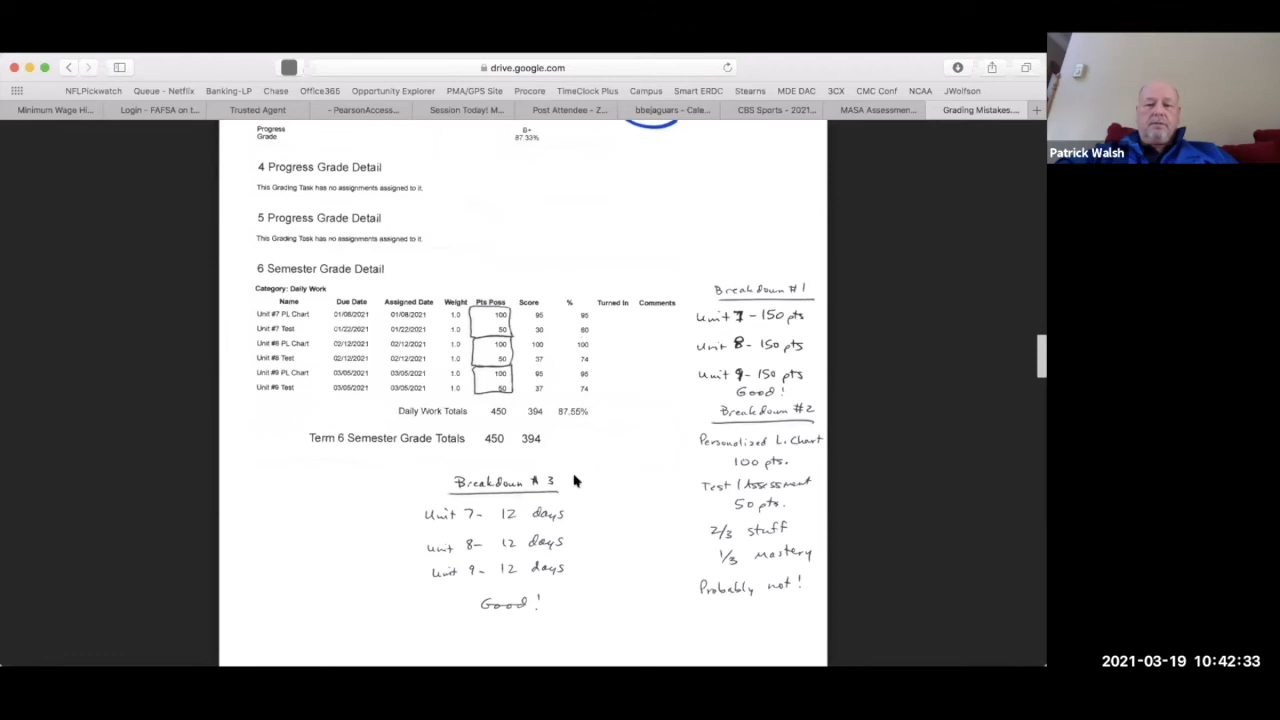 drive.google.com
NFLPickwatch Queue - Netflix Banking-LP Chase Office365 Opportunity Explorer PMA/GPS Site Procore TimeClock Plus Campus Smart ERDC Stearns MDE DAC 3CX CMC Conf NCAA JWolfson
Minimum Wage Hi... Login - FAFSA on t... Trusted Agent - PearsonAccess... Session Today! M... Post Attendee - Z... bbejaguars - Cale... CBS Sports - 2021... MASA Assessmen... Grading Mistakes....
Patrick Walsh
Progress
Grade
B+
87.33%
4 Progress Grade Detail
This Grading Task has no assignments assigned to it.
5 Progress Grade Detail
This Grading Task has no assignments assigned to it.
6 Semester Grade Detail
Category: Daily Work
Name Due Date Assigned Date Weight Pts Poss Score % Turned In Comments
Unit #7 PL Chart 01/08/2021 01/08/2021 1.0 100 95 95
Unit #7 Test 01/22/2021 01/22/2021 1.0 50 30 60
Unit #8 PL Chart 02/12/2021 02/12/2021 1.0 100 100 100
Unit #8 Test 02/12/2021 02/12/2021 1.0 50 37 74
Unit #9 PL Chart 03/05/2021 03/05/2021 1.0 100 95 95
Unit #9 Test 03/05/2021 03/05/2021 1.0 50 37 74
Daily Work Totals 450 394 87.55%
Term 6 Semester Grade Totals 450 394
Breakdown # 3
Unit 7- 12 days
Unit 8- 12 days
Unit 9- 12 days
Good!
Breakdown #1
Unit 7 - 150 pts
Unit 8- 150 pts
Unit 9- 150 pts
Good!
Breakdown #2
Personalized L. Chart
100 pts.
Test / Assessment
50 pts.
2/3 stuff
1/3 Mastery
Probably not!
2021-03-19 10:42:33